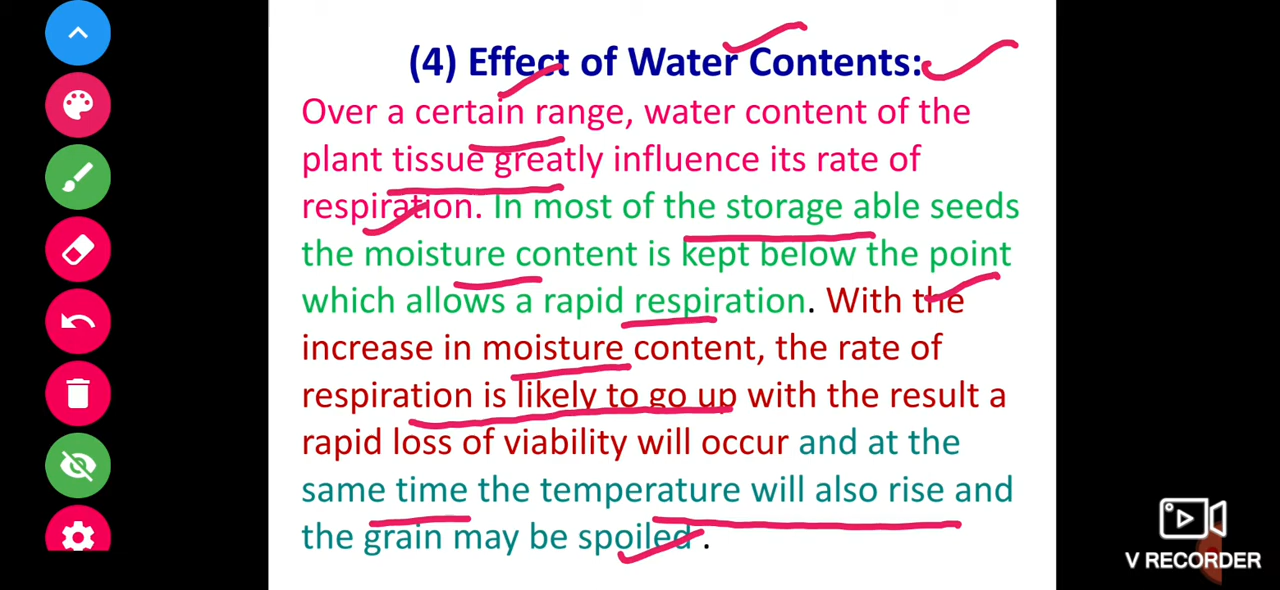 (4) Effect of Water Contents:
Over a certain range, water content of the
plant tissue greatly influence its rate of
respiration. In most of the storage able seeds
the moisture content is kept below the point
which allows a rapid respiration. With the
increase in moisture content, the rate of
respiration is likely to go up with the result a
rapid loss of viability will occur and at the
same time the temperature will also rise and
the grain may be spoiled .
V RECORDER